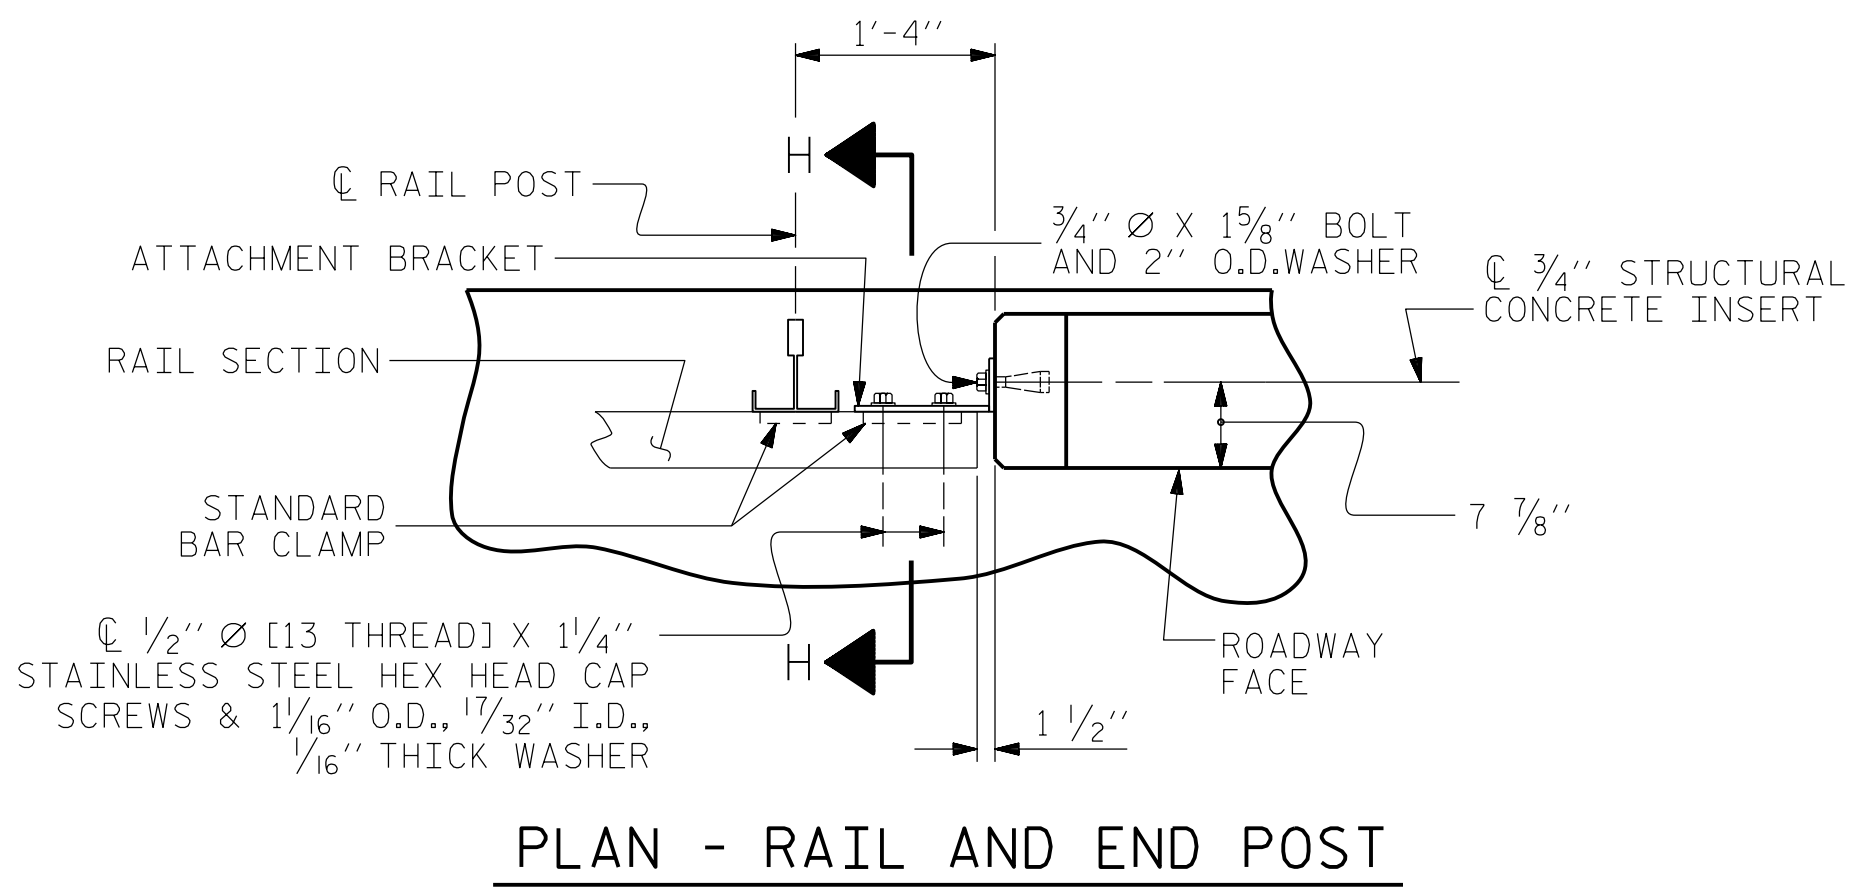 1'-4"
H
℄ RAIL POST
ATTACHMENT BRACKET
3/4" Ø X 1 5/8" BOLT
AND 2" O.D.WASHER
℄ 3/4" STRUCTURAL
CONCRETE INSERT
RAIL SECTION
STANDARD
BAR CLAMP
7 7/8"
℄ 1/2" Ø [13 THREAD] X 1 1/4"
STAINLESS STEEL HEX HEAD CAP
SCREWS & 1 1/16" O.D., 17/32" I.D.,
1/16" THICK WASHER
H
ROADWAY
FACE
1 1/2"
PLAN - RAIL AND END POST